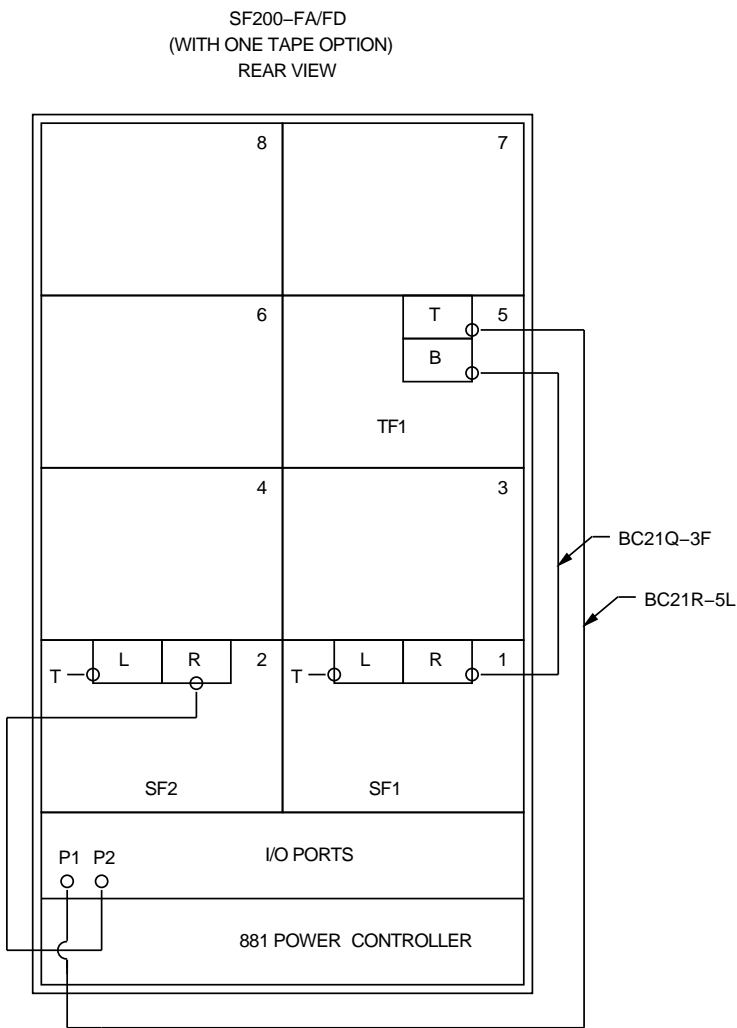 SF200–FA/FD
(WITH ONE TAPE OPTION)
REAR VIEW
8
7
6
T
5
B
TF1
4
3
BC21Q–3F
BC21R–5L
L
R
2
L
R
1
T
T
SF2
SF1
P1
P2
I/O PORTS
881 POWER CONTROLLER